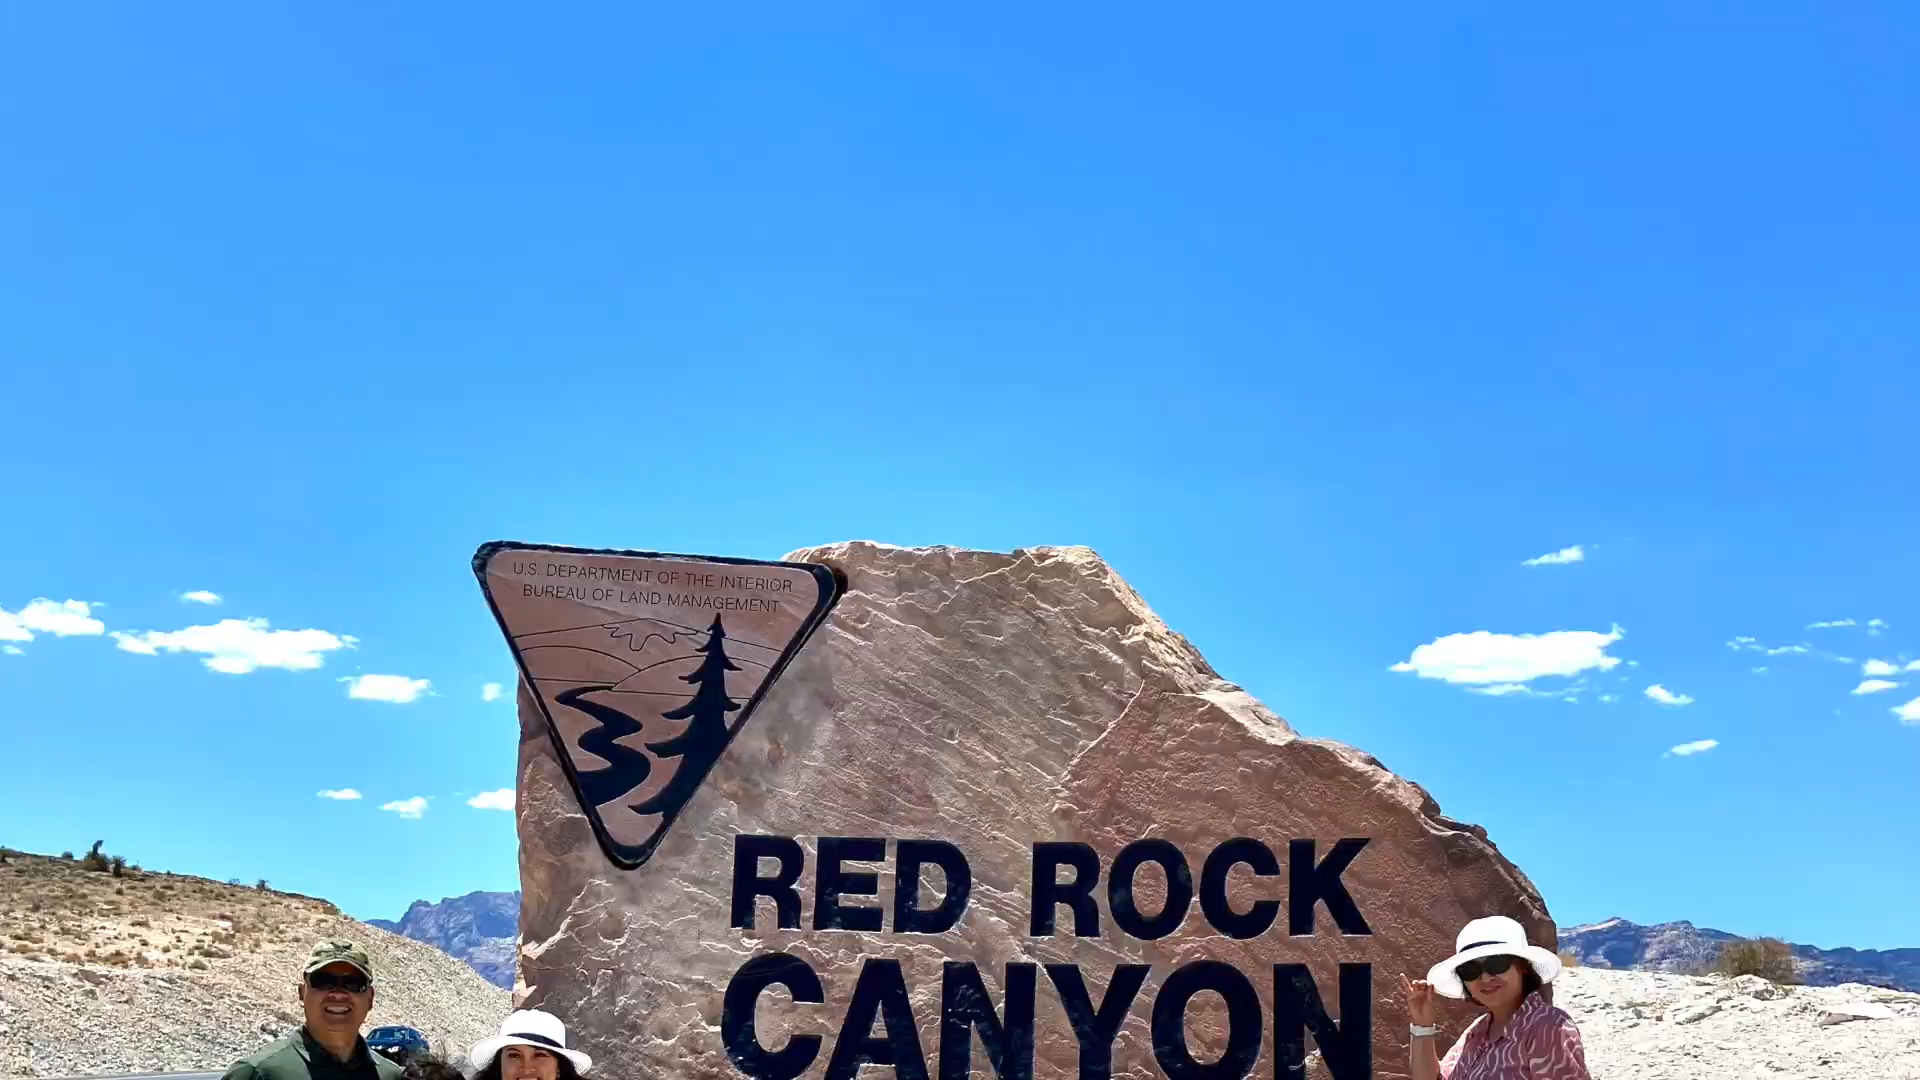 U.S. DEPARTMENT OF THE INTERIOR
BUREAU OF LAND MANAGEMENT
RED ROCK
CANYON